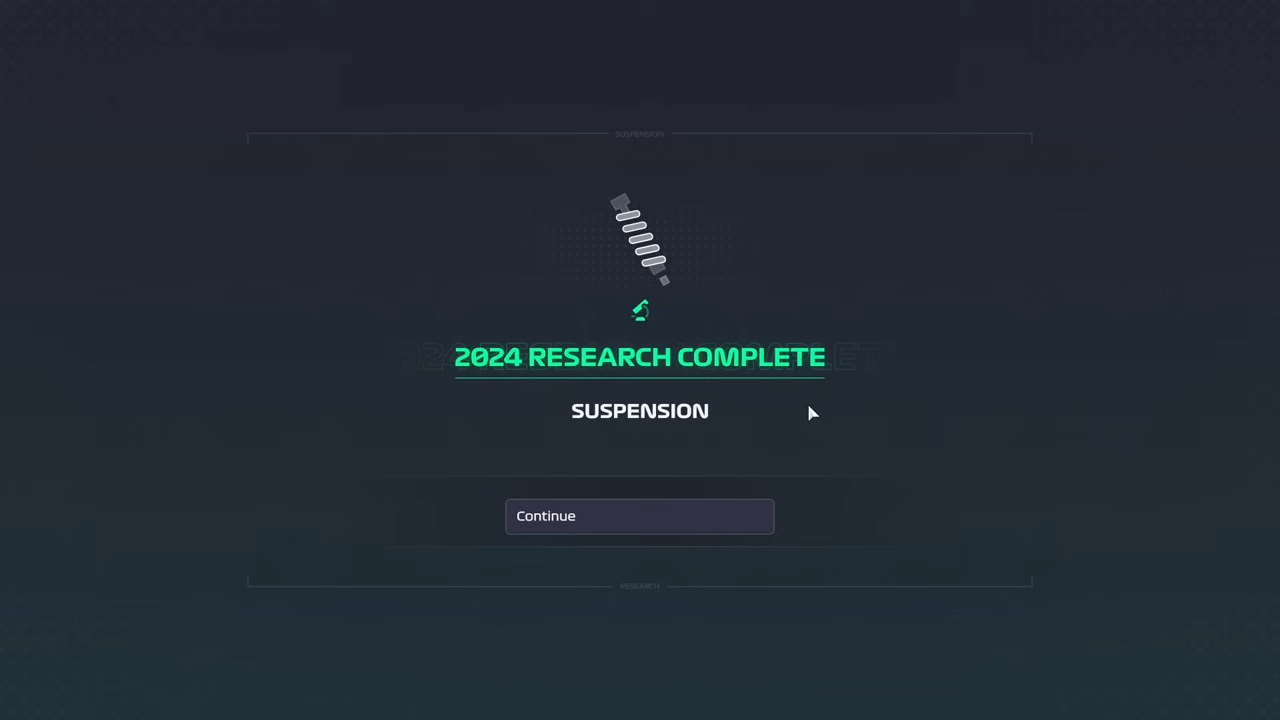 SUSPENSION
2024 RESEARCH COMPLETE
SUSPENSION
Continue
RESEARCH